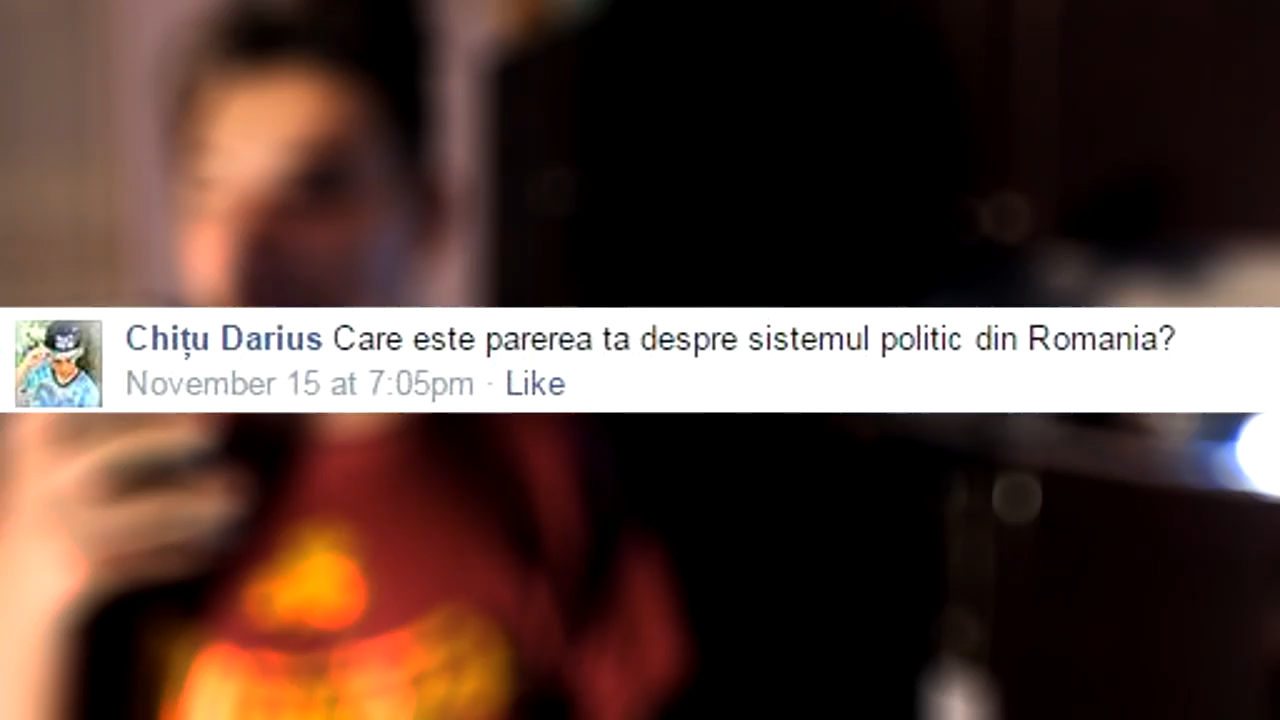 Chițu Darius Care este parerea ta despre sistemul politic din Romania?
November 15 at 7:05pm · Like